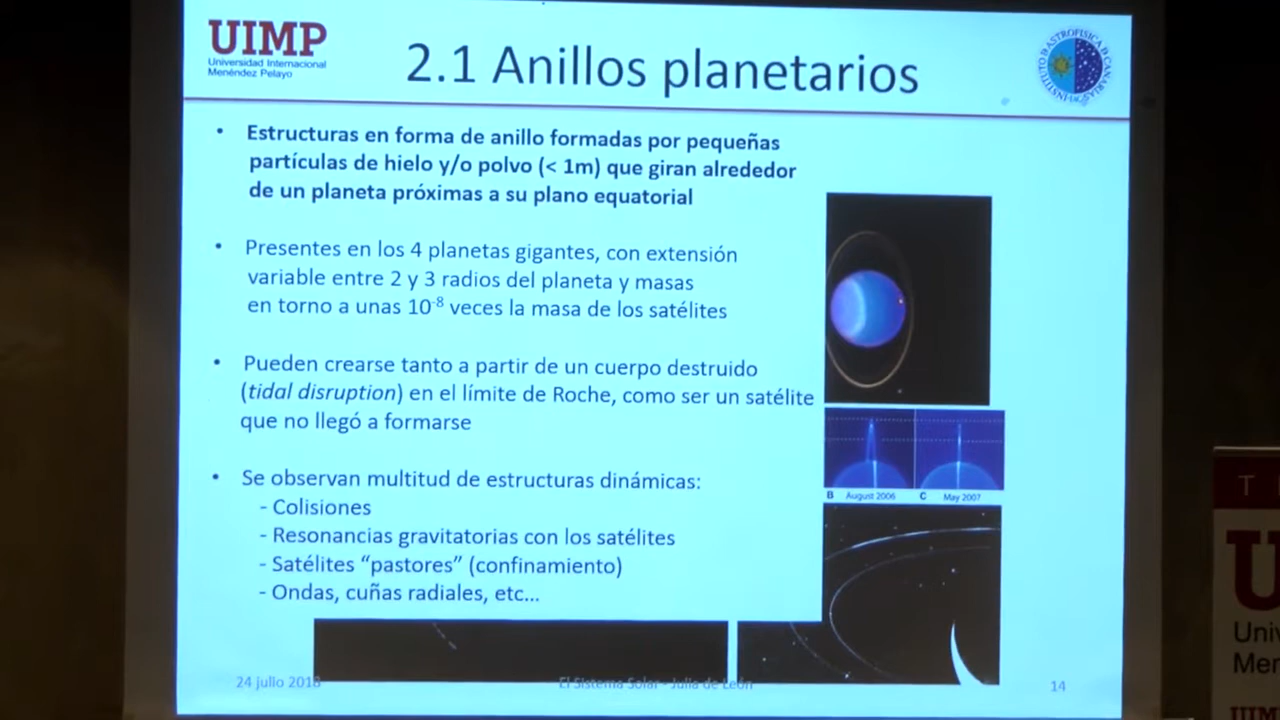 UIMP
Universidad Internacional
Menéndez Pelayo
2.1 Anillos planetarios
INSTITUTO D ASTROFISICA D CANARIAS
• Estructuras en forma de anillo formadas por pequeñas
partículas de hielo y/o polvo (< 1m) que giran alrededor
de un planeta próximas a su plano equatorial
• Presentes en los 4 planetas gigantes, con extensión
variable entre 2 y 3 radios del planeta y masas
en torno a unas 10-8 veces la masa de los satélites
• Pueden crearse tanto a partir de un cuerpo destruido
(tidal disruption) en el límite de Roche, como ser un satélite
que no llegó a formarse
• Se observan multitud de estructuras dinámicas:
- Colisiones
- Resonancias gravitatorias con los satélites
- Satélites “pastores” (confinamiento)
- Ondas, cuñas radiales, etc...
B August 2006 C May 2007
24 julio 2018
El Sistema Solar - Julia de León
14
T
U
Univ
Men
UIMP